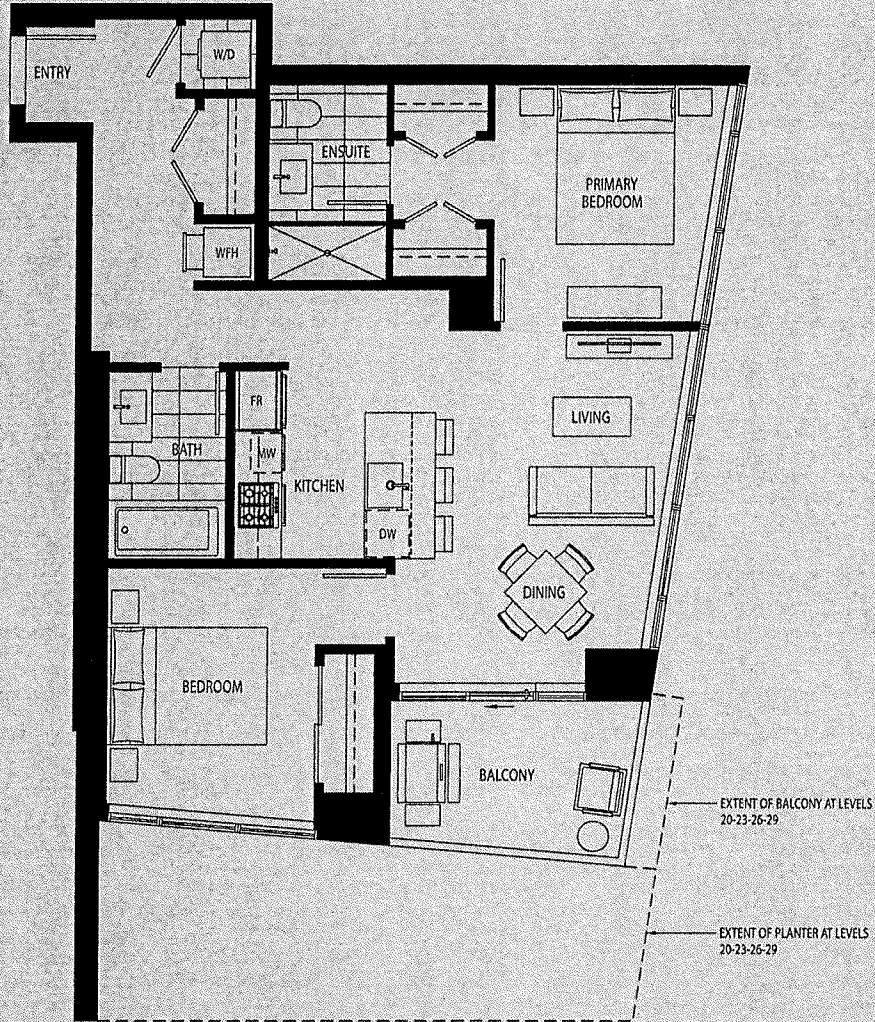 W/D
ENTRY
ENSUITE
PRIMARY
BEDROOM
WFH
FR
LIVING
BATH
MW
KITCHEN
DW
DINING
BEDROOM
BALCONY
EXTENT OF BALCONY AT LEVELS
20-23-26-29
EXTENT OF PLANTER AT LEVELS
20-23-26-29